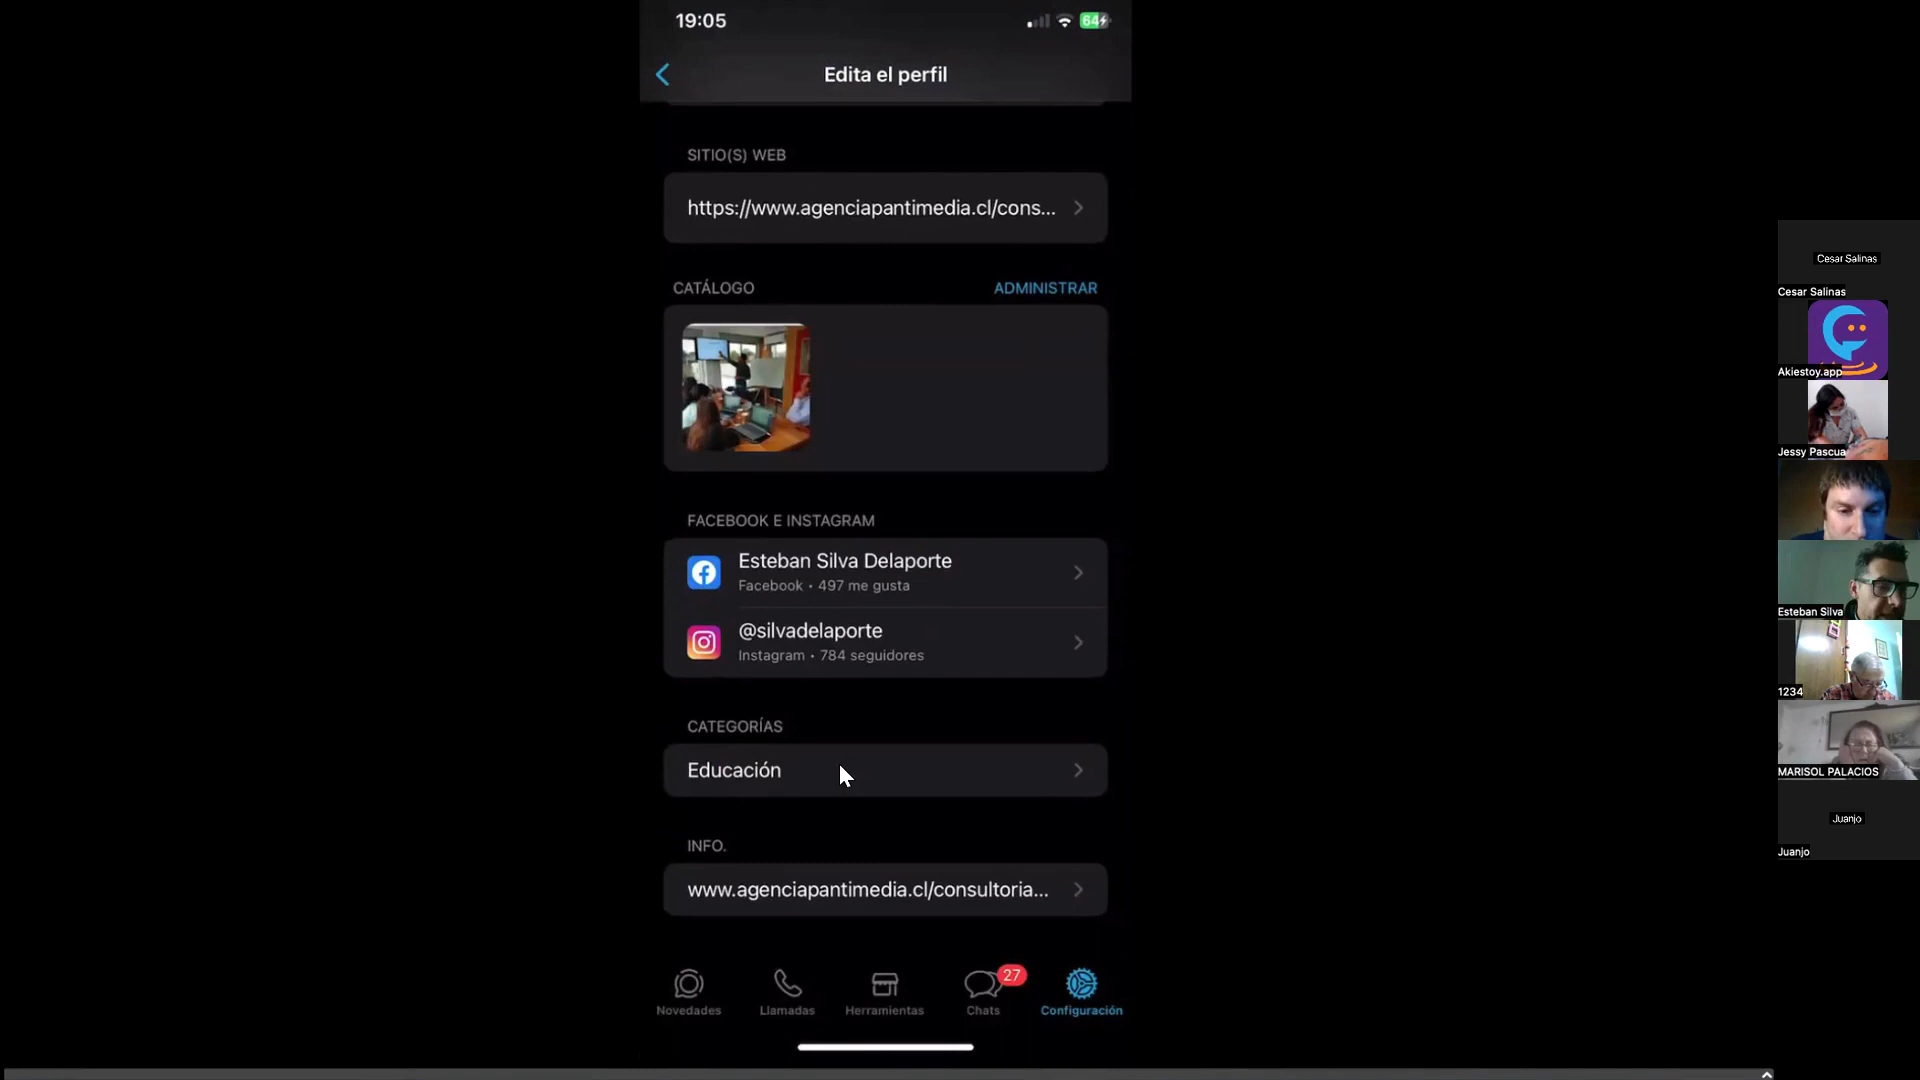 19:05
64
Edita el perfil
SITIO(S) WEB
https://www.agenciapantimedia.cl/cons...
CATÁLOGO
ADMINISTRAR
FACEBOOK E INSTAGRAM
Esteban Silva Delaporte
Facebook • 497 me gusta
@silvadelaporte
Instagram • 784 seguidores
CATEGORÍAS
Educación
INFO.
www.agenciapantimedia.cl/consultoria...
27
Novedades
Llamadas
Herramientas
Chats
Configuración
Cesar Salinas
Cesar Salinas
Akiestoy.app
Jessy Pascua
Esteban Silva
1234
MARISOL PALACIOS
Juanjo
Juanjo